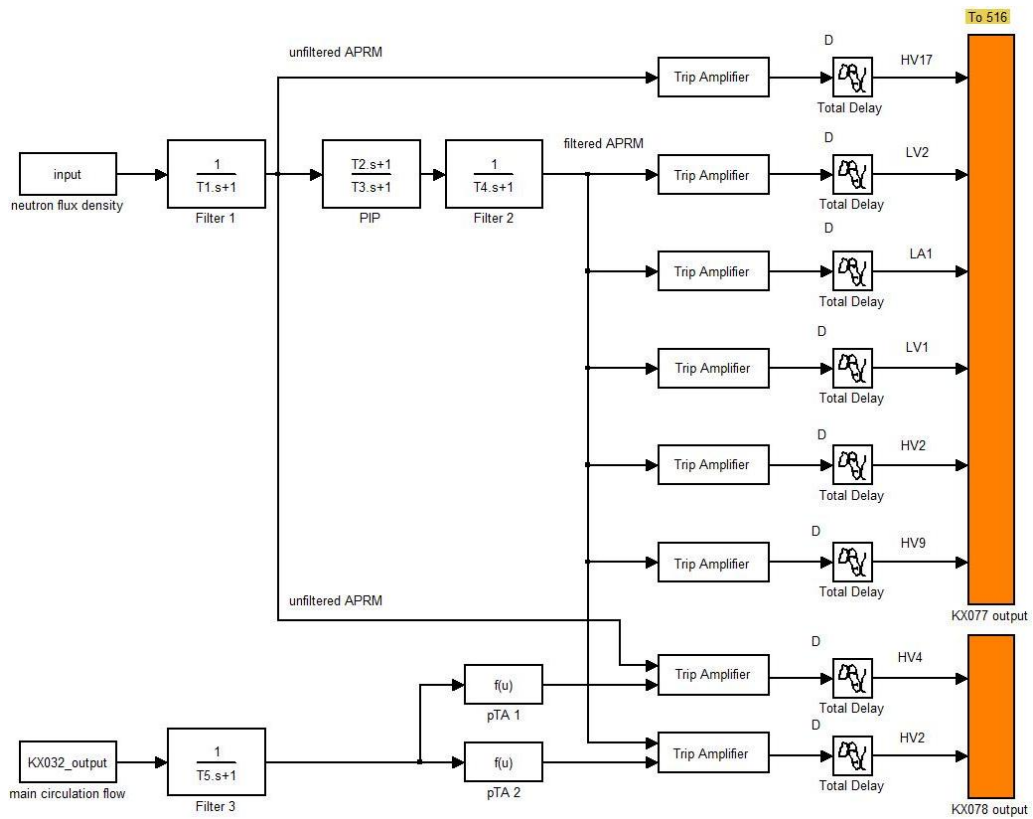 To 516
unfiltered APRM
Trip Amplifier
D
Total Delay
HV17
input
neutron flux density
1
T1.s+1
Filter 1
T2.s+1
T3.s+1
PIP
1
T4.s+1
Filter 2
filtered APRM
Trip Amplifier
D
Total Delay
LV2
Trip Amplifier
D
Total Delay
LA1
Trip Amplifier
D
Total Delay
LV1
Trip Amplifier
D
Total Delay
HV2
Trip Amplifier
D
Total Delay
HV9
KX077 output
unfiltered APRM
f(u)
pTA 1
Trip Amplifier
D
Total Delay
HV4
KX032_output
main circulation flow
1
T5.s+1
Filter 3
f(u)
pTA 2
Trip Amplifier
D
Total Delay
HV2
KX078 output